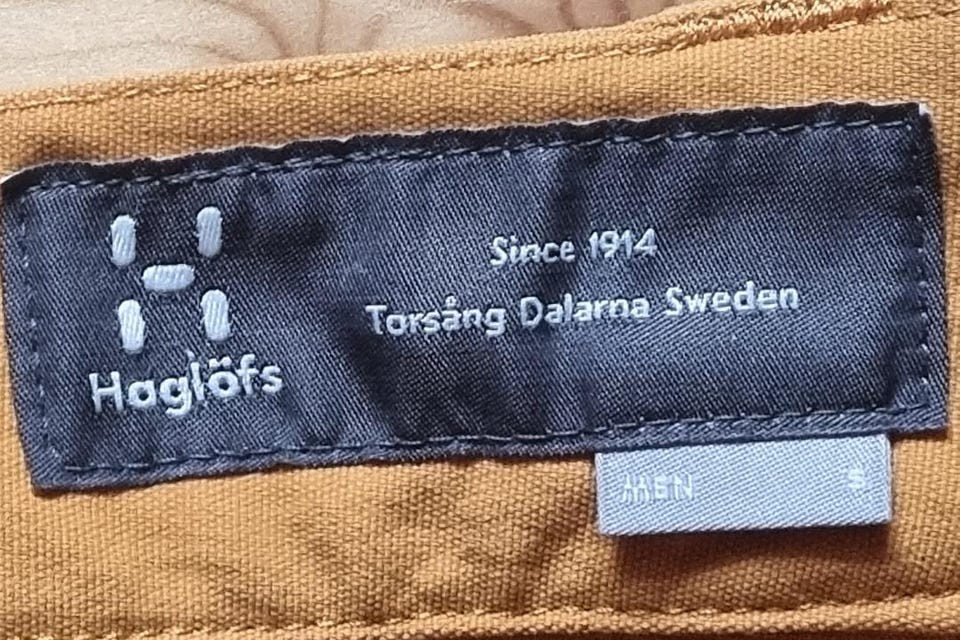 Since 1914
Torsång Dalarna Sweden
Haglöfs
MEN S